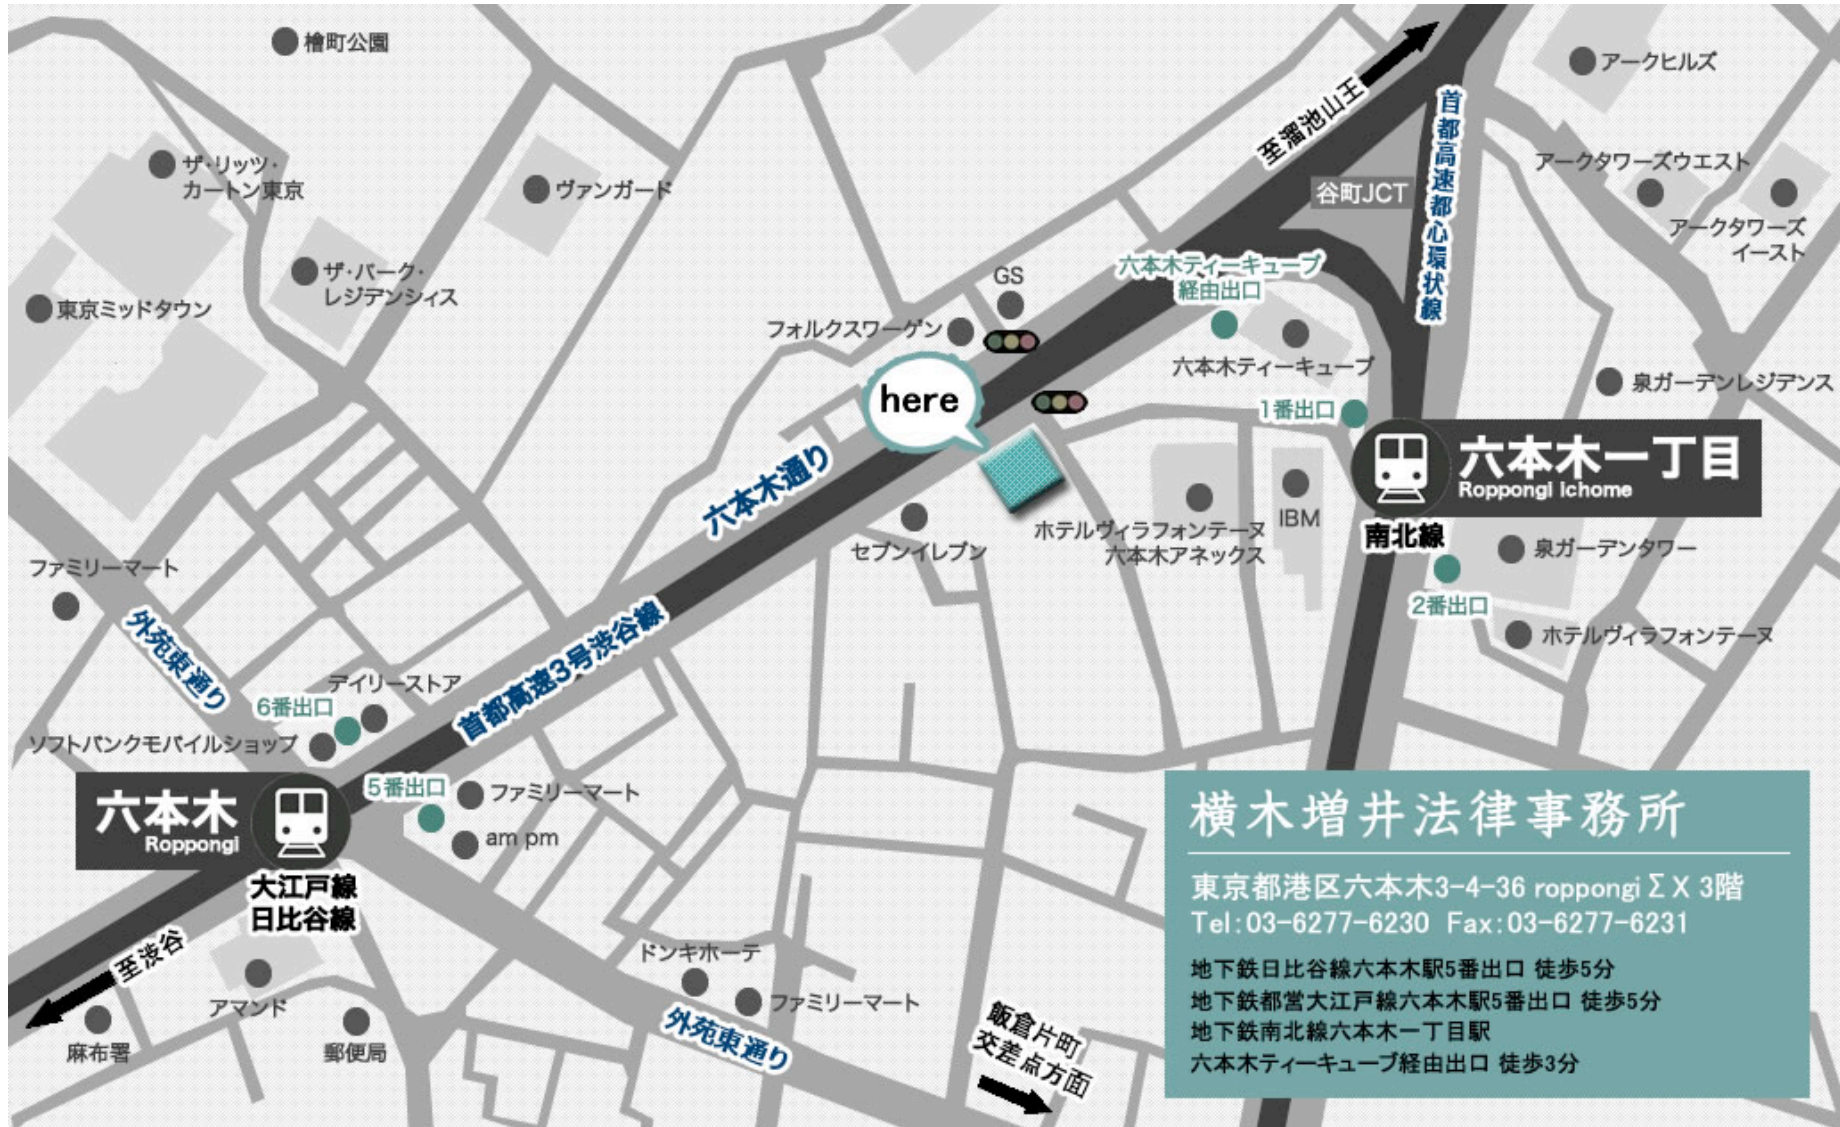 檜町公園
アークヒルズ
至溜池山王
首都高速都心環状線
ザ・リッツ・
カートン東京
ヴァンガード
谷町JCT
アークタワーズウエスト
アークタワーズ
イースト
ザ・パーク・
レジデンシィス
東京ミッドタウン
GS
六本木ティーキューブ
経由出口
フォルクスワーゲン
六本木ティーキューブ
泉ガーデンレジデンス
here
1番出口
六本木一丁目
Roppongi ichome
南北線
六本木通り
セブンイレブン
ホテルヴィラフォンテーヌ
六本木アネックス
IBM
泉ガーデンタワー
2番出口
ホテルヴィラフォンテーヌ
ファミリーマート
外苑東通り
首都高速3号渋谷線
デイリーストア
6番出口
ソフトバンクモバイルショップ
5番出口
ファミリーマート
am pm
六本木
Roppongi
大江戸線
日比谷線
至渋谷
アマンド
麻布署
郵便局
ドンキホーテ
ファミリーマート
外苑東通り
飯倉片町
交差点方面
横木増井法律事務所
東京都港区六本木3-4-36 roppongi Σ X 3階
Tel:03-6277-6230 Fax:03-6277-6231
地下鉄日比谷線六本木駅5番出口 徒歩5分
地下鉄都営大江戸線六本木駅5番出口 徒歩5分
地下鉄南北線六本木一丁目駅
六本木ティーキューブ経由出口 徒歩3分